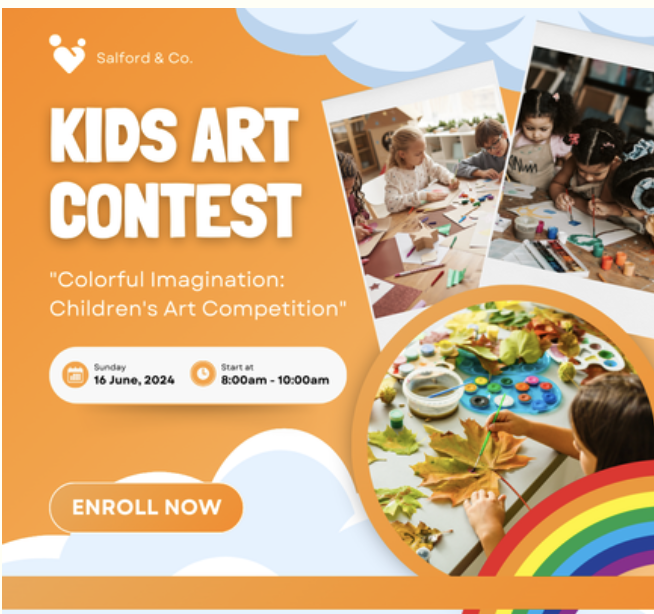 Salford & Co.
KIDS ART
CONTEST
"Colorful Imagination:
Children's Art Competition"
Sunday
16 June, 2024
Start at
8:00am - 10:00am
ENROLL NOW